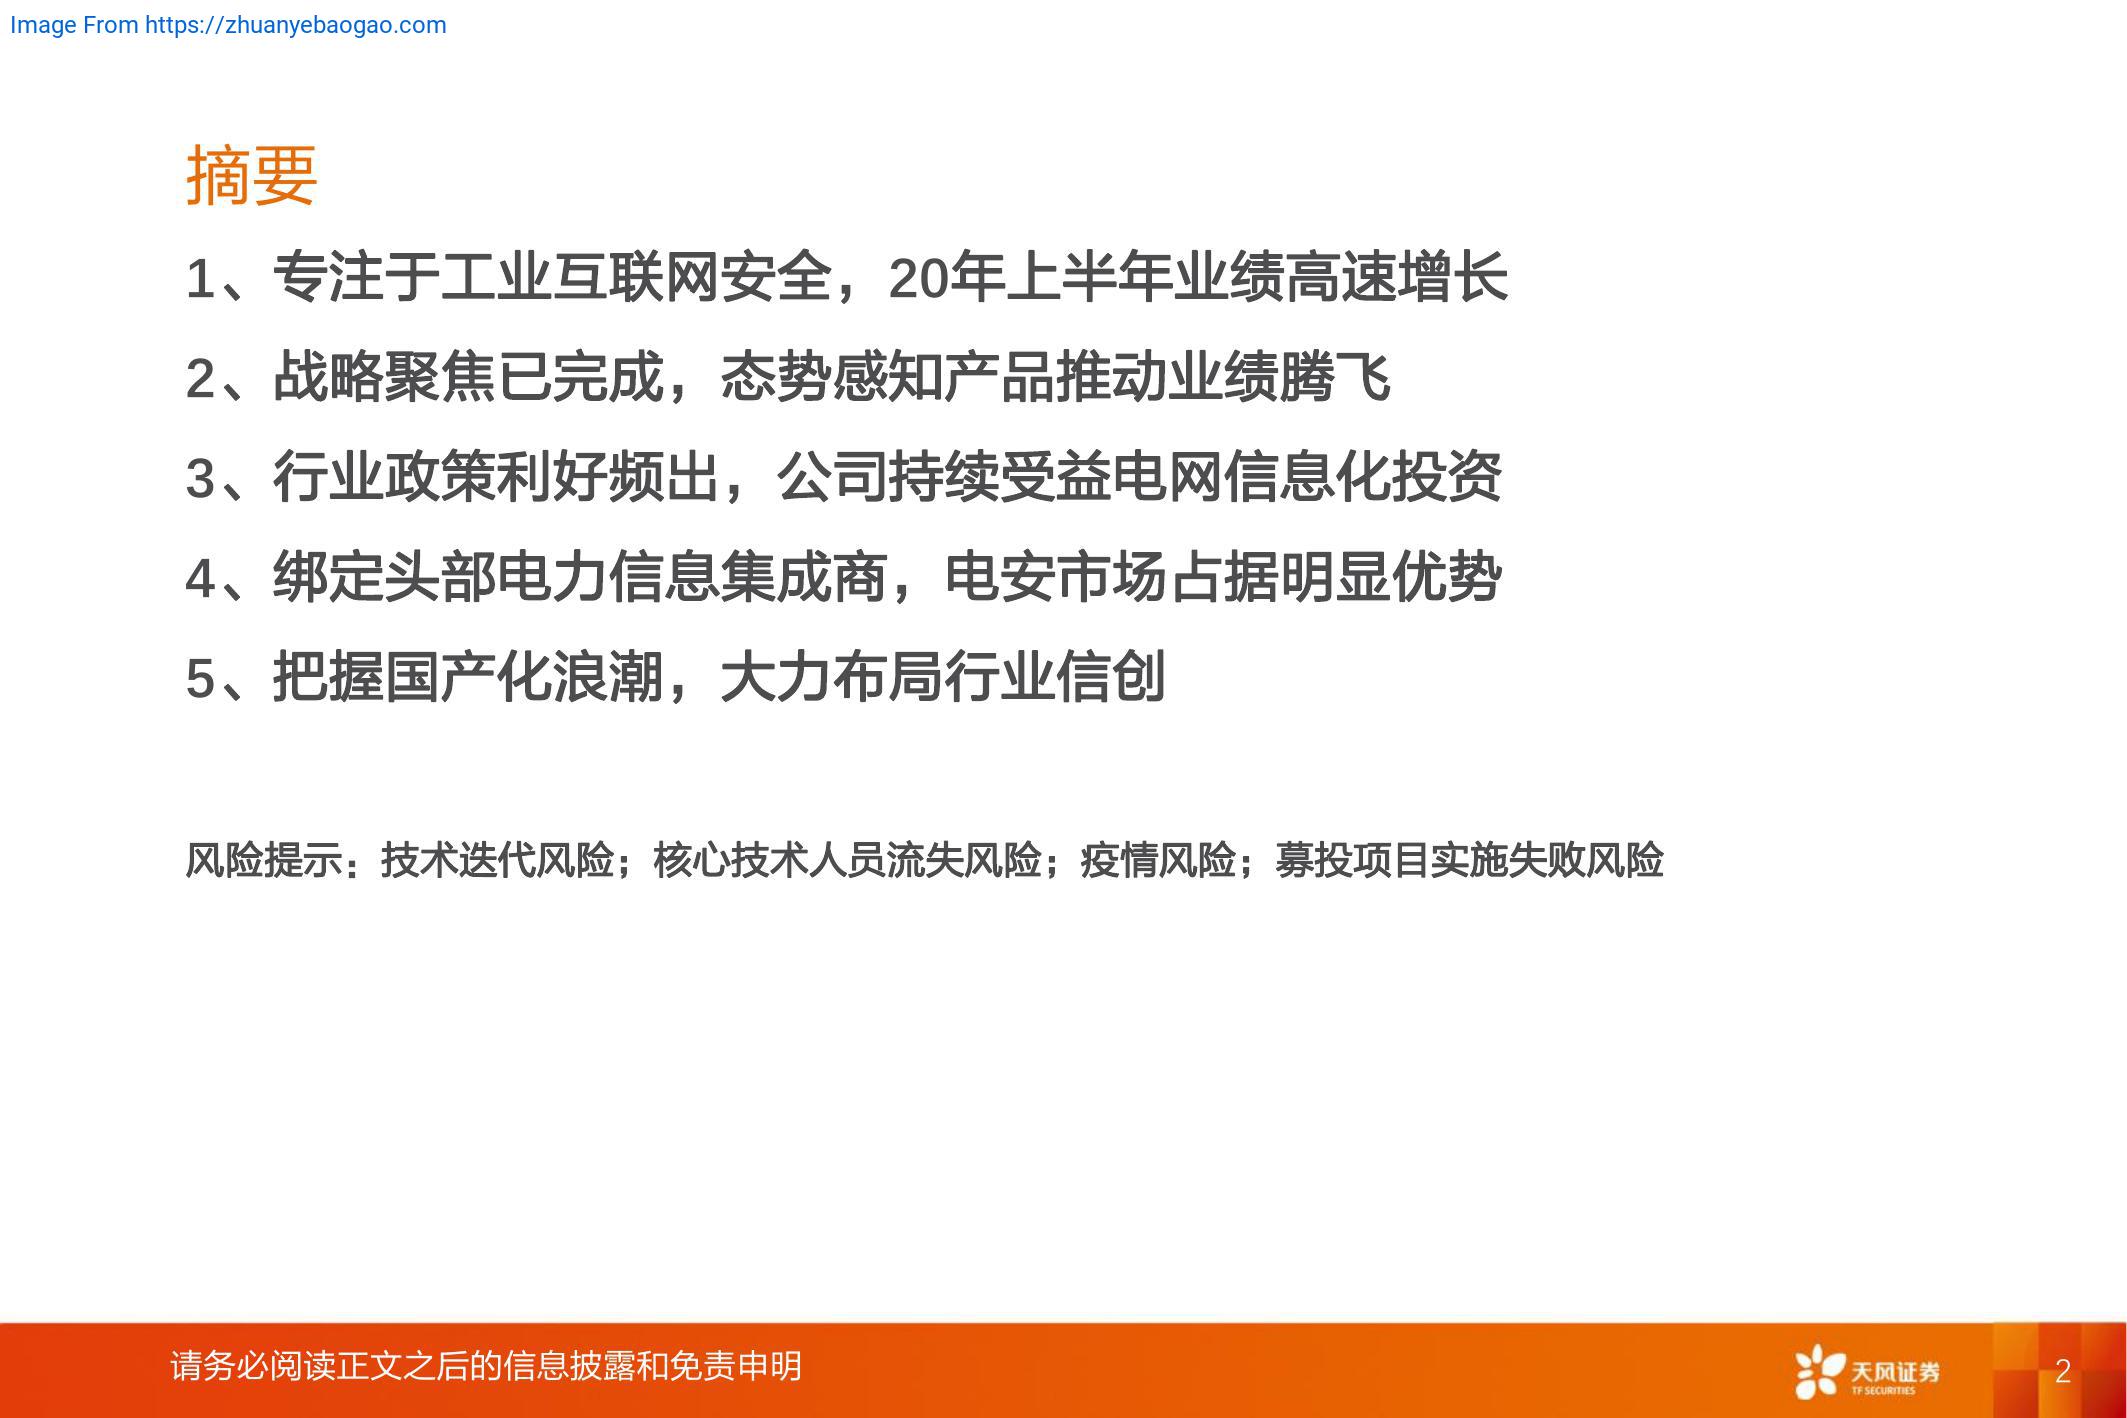 Image From https://zhuanyebaogao.com
摘要
1、专注于工业互联网安全，20年上半年业绩高速增长
2、战略聚焦已完成，态势感知产品推动业绩腾飞
3、行业政策利好频出，公司持续受益电网信息化投资
4、绑定头部电力信息集成商，电安市场占据明显优势
5、把握国产化浪潮，大力布局行业信创
风险提示：技术迭代风险；核心技术人员流失风险；疫情风险；募投项目实施失败风险
请务必阅读正文之后的信息披露和免责申明
天风证券
TF SECURITIES
2